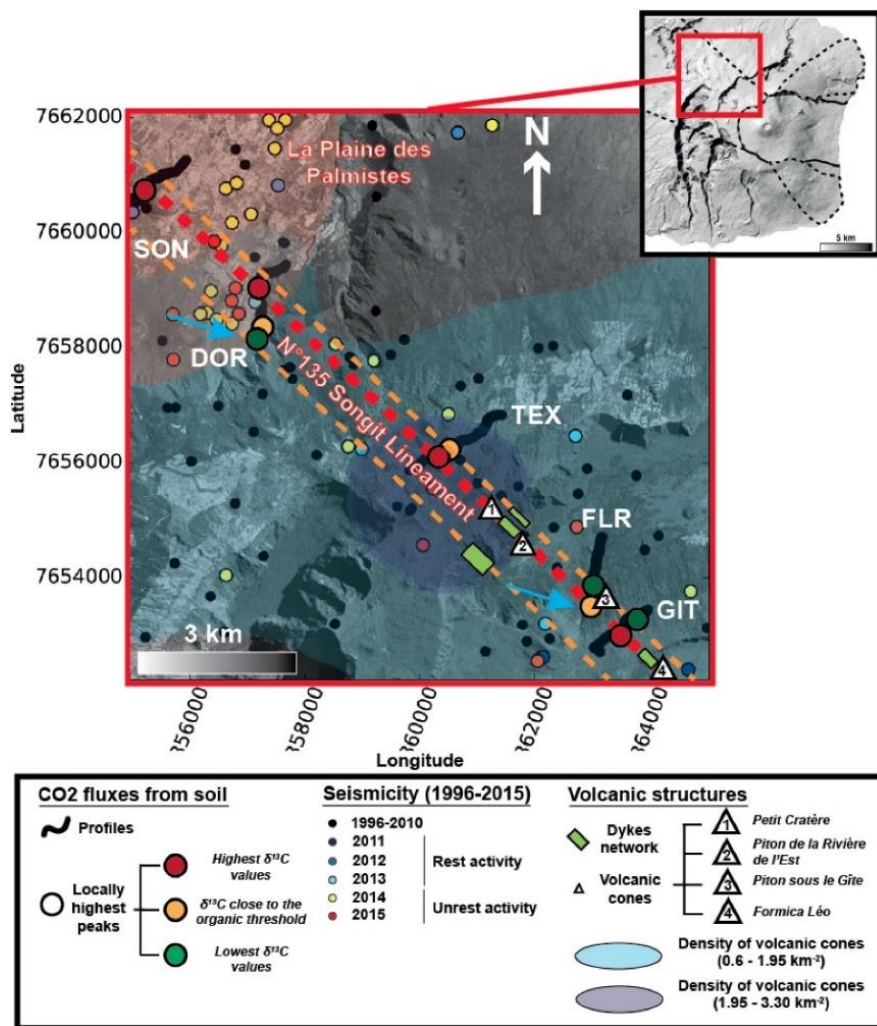 5 km
N
La Plaine des
Palmistes
7662000
7660000
7658000
7656000
7654000
Latitude
SON
DOR
TEX
FLR
GIT
N°135 Songit Lineament
1
2
3
4
3 km
356000
358000
360000
362000
364000
Longitude
CO2 fluxes from soil
Profiles
Locally
highest
peaks
Highest δ¹³C
values
δ¹³C close to the
organic threshold
Lowest δ¹³C
values
Seismicity (1996-2015)
1996-2010
2011
2012
2013
2014
2015
Rest activity
Unrest activity
Volcanic structures
Dykes
network
Volcanic
cones
1 Petit Cratère
2 Piton de la Rivière
de l'Est
3 Piton sous le Gîte
4 Formica Léo
Density of volcanic cones
(0.6 - 1.95 km⁻²)
Density of volcanic cones
(1.95 - 3.30 km⁻²)